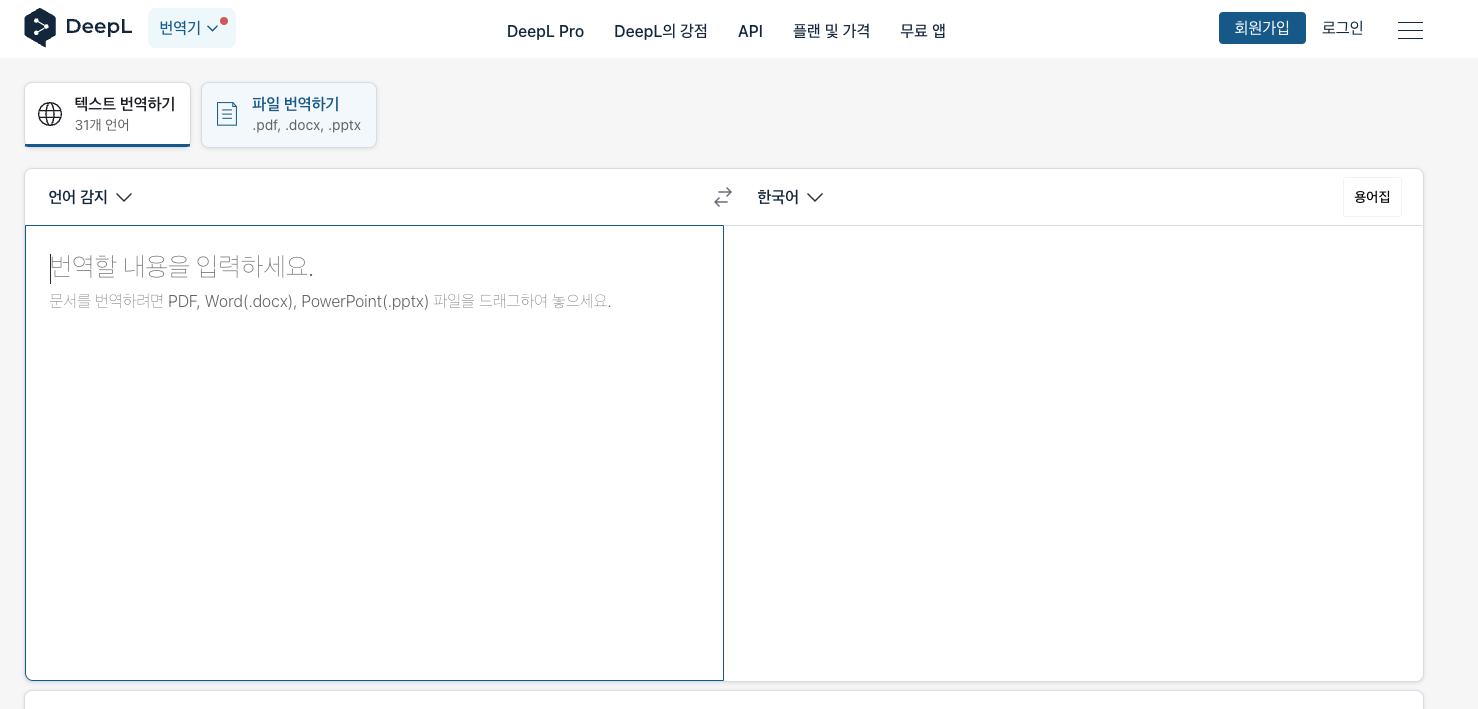 DeepL
번역기
DeepL Pro
DeepL의 강점
API
플랜 및 가격
무료 앱
회원가입
로그인
텍스트 번역하기
31개 언어
파일 번역하기
.pdf, .docx, .pptx
언어 감지
한국어
용어집
번역할 내용을 입력하세요.
문서를 번역하려면 PDF, Word(.docx), PowerPoint(.pptx) 파일을 드래그하여 놓으세요.